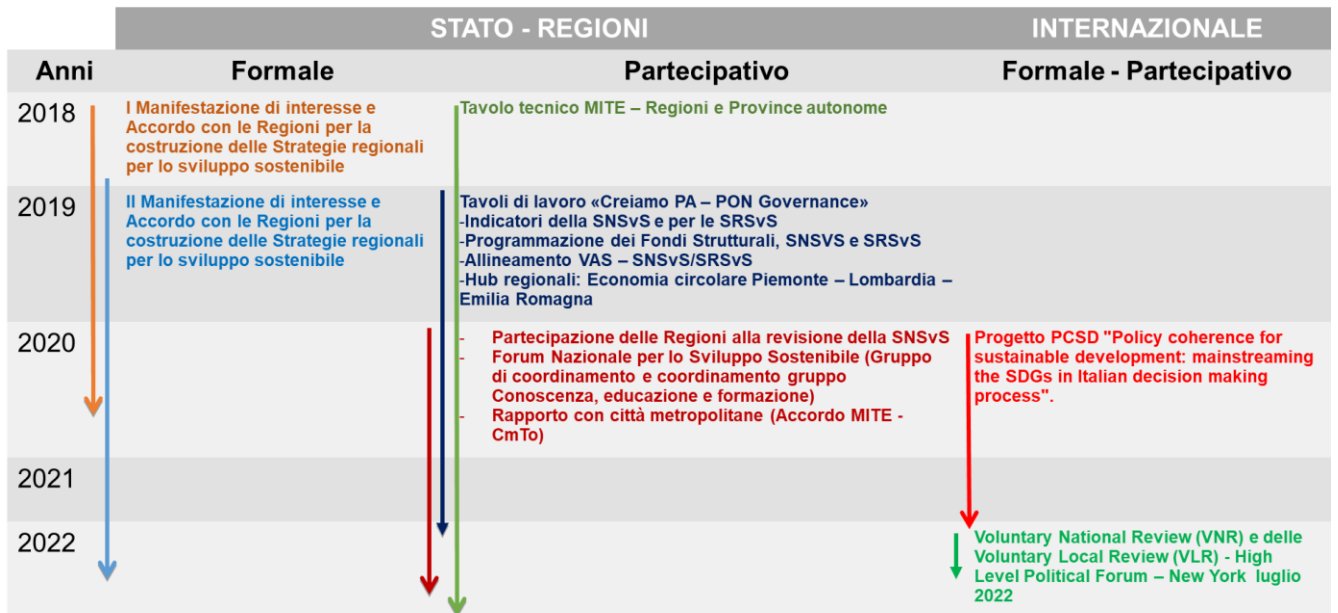 STATO - REGIONI
INTERNAZIONALE
Anni
Formale
Partecipativo
Formale - Partecipativo
2018
I Manifestazione di interesse e
Accordo con le Regioni per la
costruzione delle Strategie regionali
per lo sviluppo sostenibile
Tavolo tecnico MITE – Regioni e Province autonome
2019
II Manifestazione di interesse e
Accordo con le Regioni per la
costruzione delle Strategie regionali
per lo sviluppo sostenibile
Tavoli di lavoro «Creiamo PA – PON Governance»
-Indicatori della SNSvS e per le SRSvS
-Programmazione dei Fondi Strutturali, SNSVS e SRSvS
-Allineamento VAS – SNSvS/SRSvS
-Hub regionali: Economia circolare Piemonte – Lombardia –
Emilia Romagna
2020
- Partecipazione delle Regioni alla revisione della SNSvS
- Forum Nazionale per lo Sviluppo Sostenibile (Gruppo
di coordinamento e coordinamento gruppo
Conoscenza, educazione e formazione)
- Rapporto con città metropolitane (Accordo MITE -
CmTo)
Progetto PCSD "Policy coherence for
sustainable development: mainstreaming
the SDGs in Italian decision making
process".
2021
2022
Voluntary National Review (VNR) e delle
Voluntary Local Review (VLR) - High
Level Political Forum – New York luglio
2022